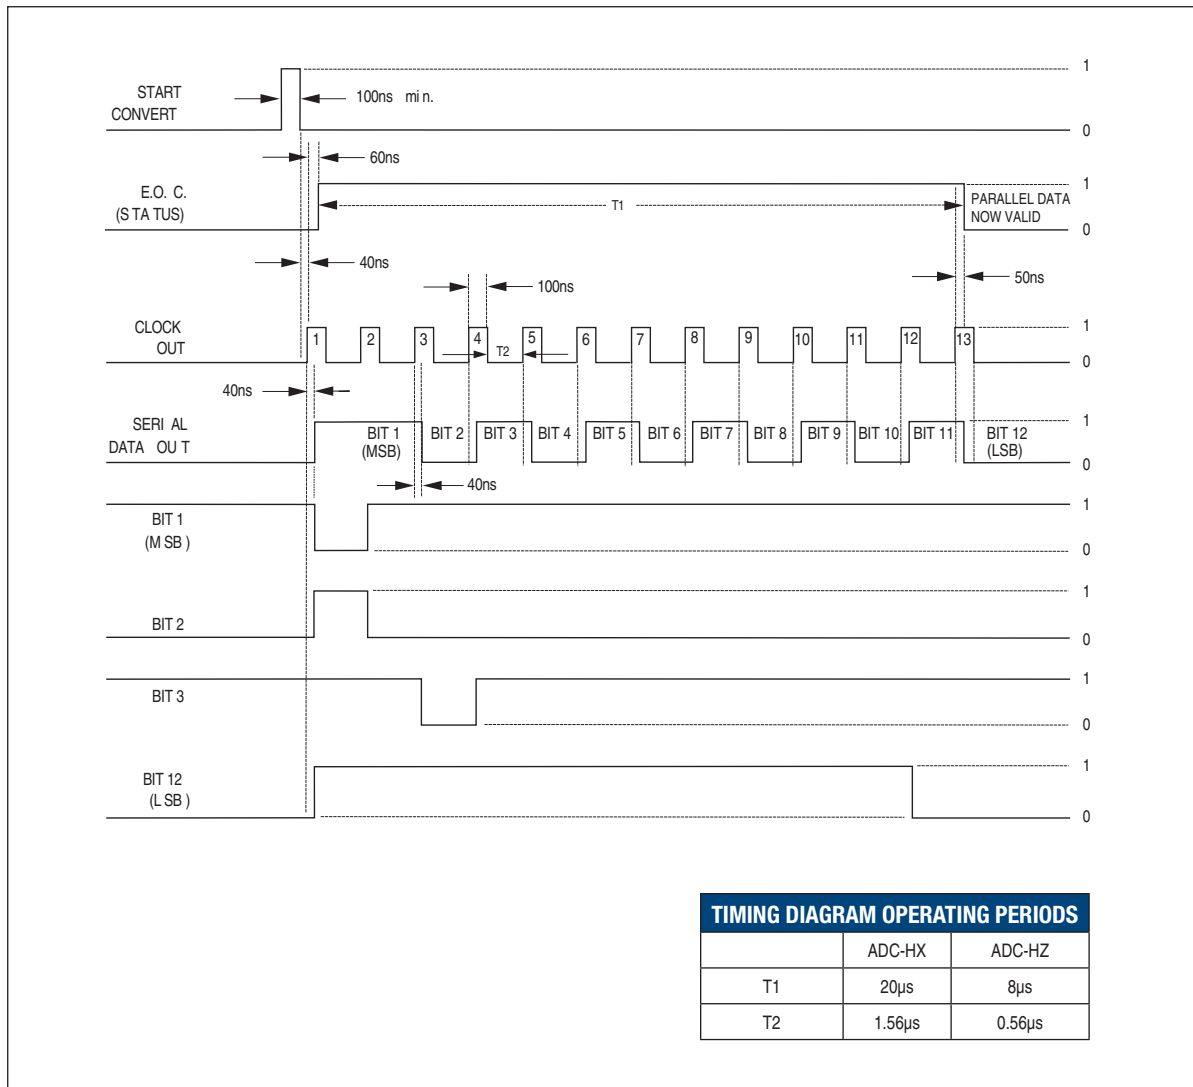 1
START
CONVERT
100ns min.
0
60ns
E.O. C.
(S TA TUS)
1
T1
PARALLEL DATA
NOW VALID
0
40ns
100ns
50ns
CLOCK
OUT
1 2 3 4 5 6 7 8 9 10 11 12 13
1
T2
0
40ns
SERI AL
DATA OU T
1
BIT 1
(MSB)
BIT 2
BIT 3
BIT 4
BIT 5
BIT 6
BIT 7
BIT 8
BIT 9
BIT 10
BIT 11
BIT 12
(LSB)
0
40ns
BIT 1
(M SB )
1
0
BIT 2
1
0
BIT 3
1
0
BIT 12
(L SB )
1
0
TIMING DIAGRAM OPERATING PERIODS
ADC-HX ADC-HZ
T1 20µs 8µs
T2 1.56µs 0.56µs